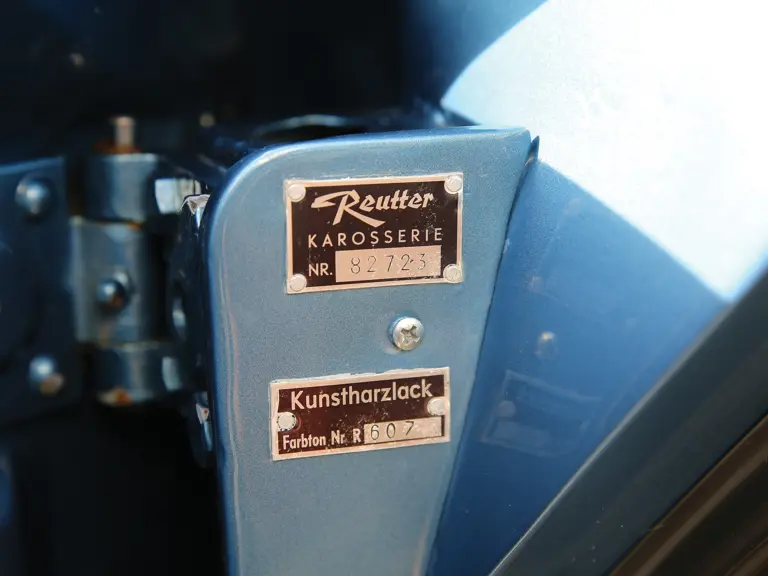 Reutter
KAROSSERIE
NR. 82723
Kunstharzlack
Farbton Nr. R 607